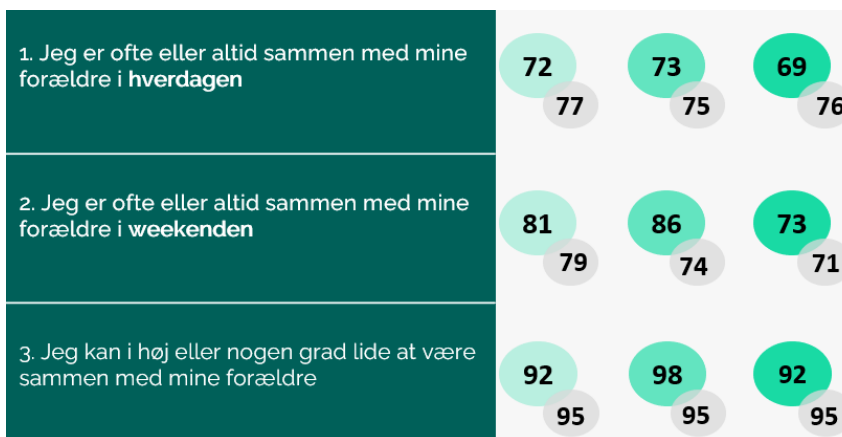 1. Jeg er ofte eller altid sammen med mine
forældre i hverdagen
72 73 69
77 75 76
2. Jeg er ofte eller altid sammen med mine
forældre i weekenden
81 86 73
79 74 71
3. Jeg kan i høj eller nogen grad lide at være
sammen med mine forældre
92 98 92
95 95 95